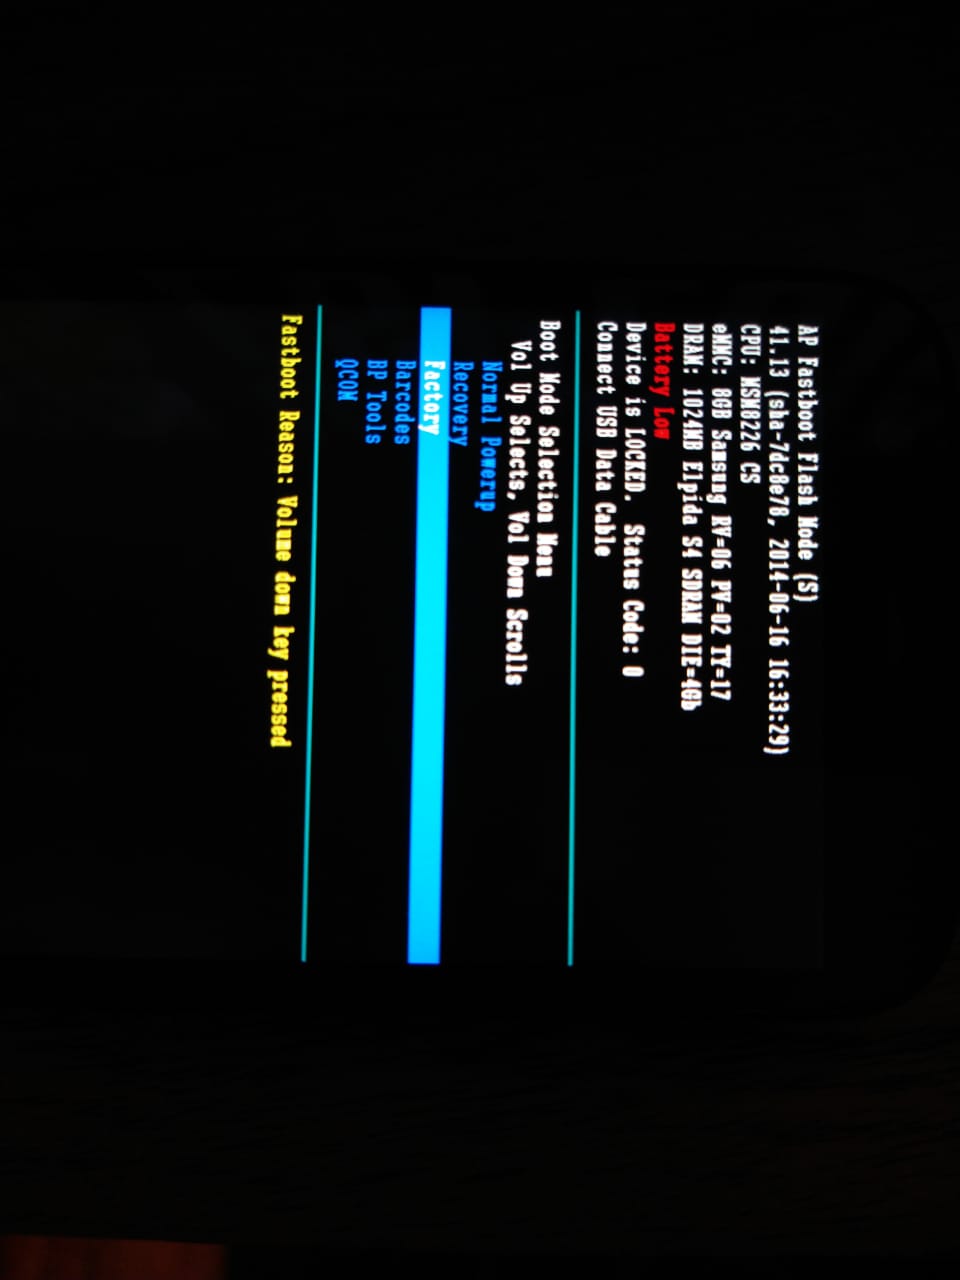 AP Fastboot Flash Mode (S)
41.13 (sha-7dc8e78, 2014-06-16 16:33:29)
CPU: MSM8226 CS
eMMC: 8GB Samsung RV=06 PV=02 TY=17
DRAM: 1024MB Elpida S4 SDRAM DIE=4Gb
Battery Low
Device is LOCKED. Status Code: 0
Connect USB Data Cable
Boot Mode Selection Menu
Vol Up Selects, Vol Down Scrolls
Normal Powerup
Recovery
Factory
Barcodes
BP Tools
QCOM
Fastboot Reason: Volume down key pressed